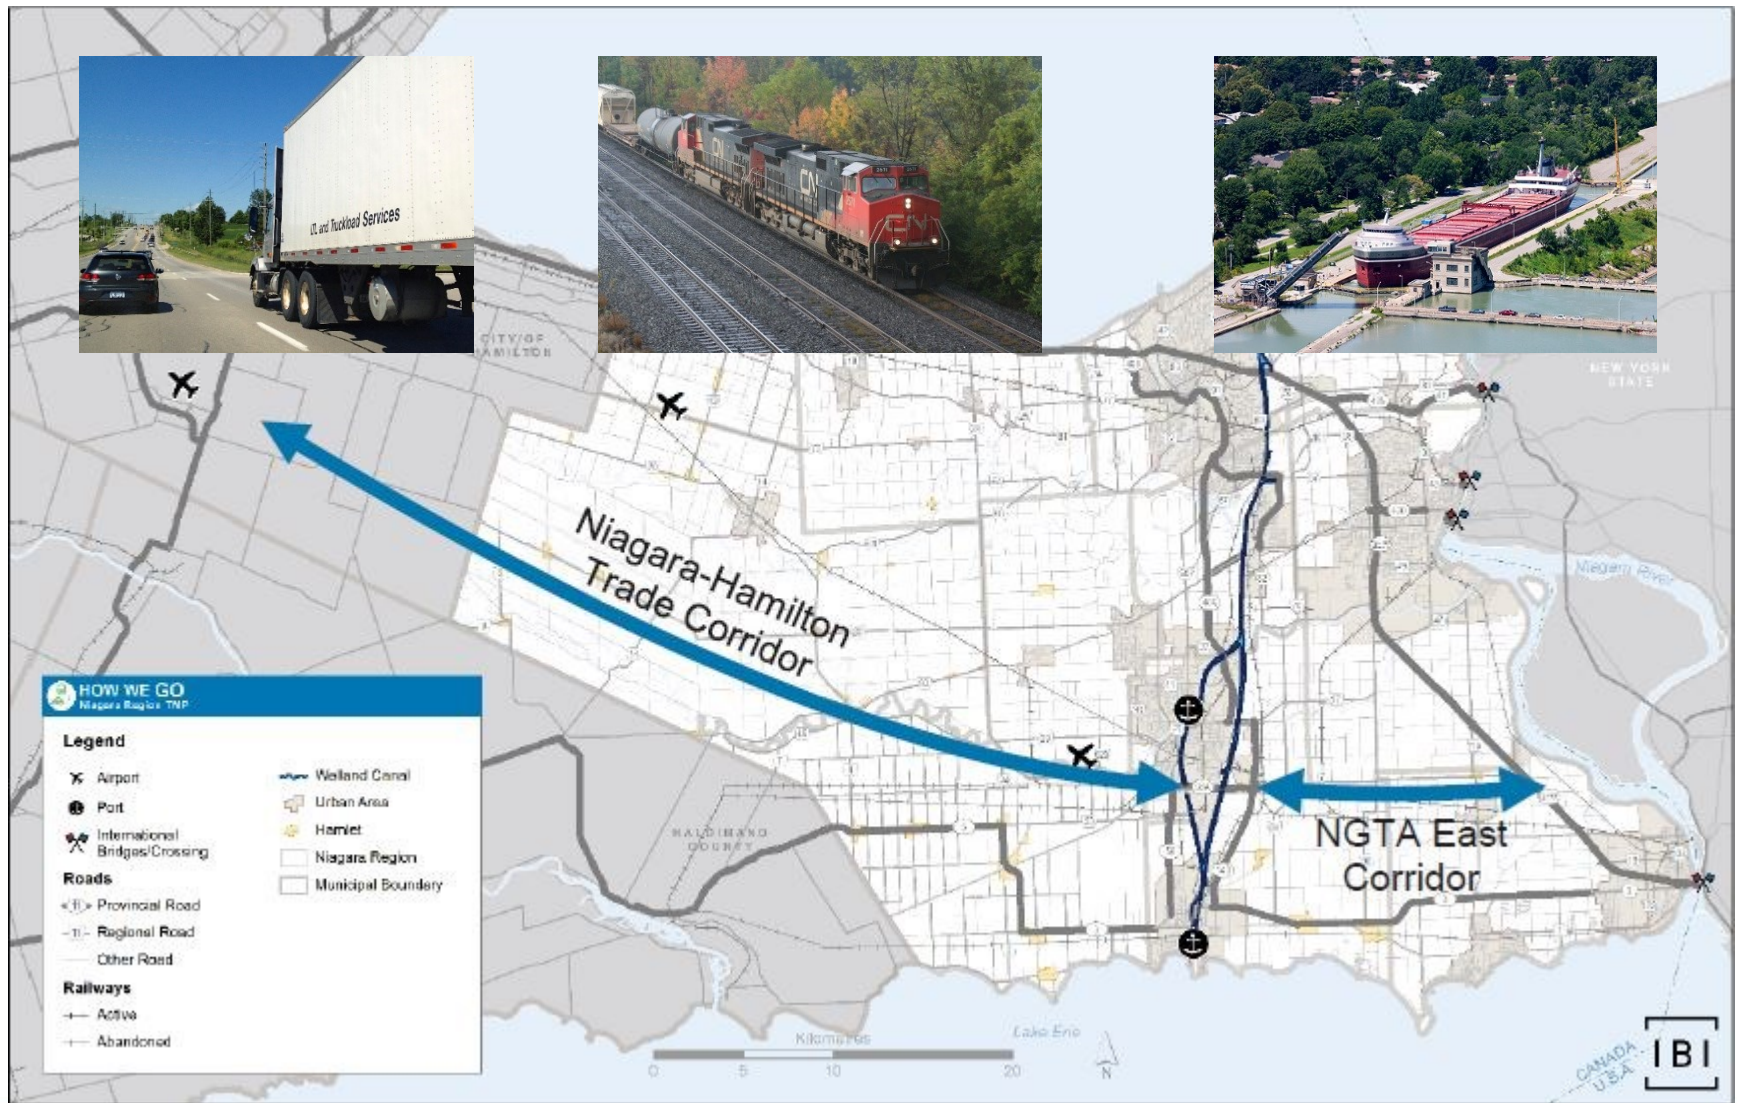 LTL and Truckload Services
CN
CN
CN
CITY OF
HAMILTON
NEW YORK
STATE
Niagara-Hamilton
Trade Corridor
Niagara River
HALDIMAND
COUNTY
NGTA East
Corridor
HOW WE GO
Niagara Region TMP
Legend
Airport
Port
International
Bridges/Crossing
Roads
Provincial Road
Regional Road
Other Road
Railways
Active
Abandoned
Welland Canal
Urban Area
Hamlet
Niagara Region
Municipal Boundary
Kilometres
0 5 10 20
Lake Erie
N
CANADA
U.S.A
IBI